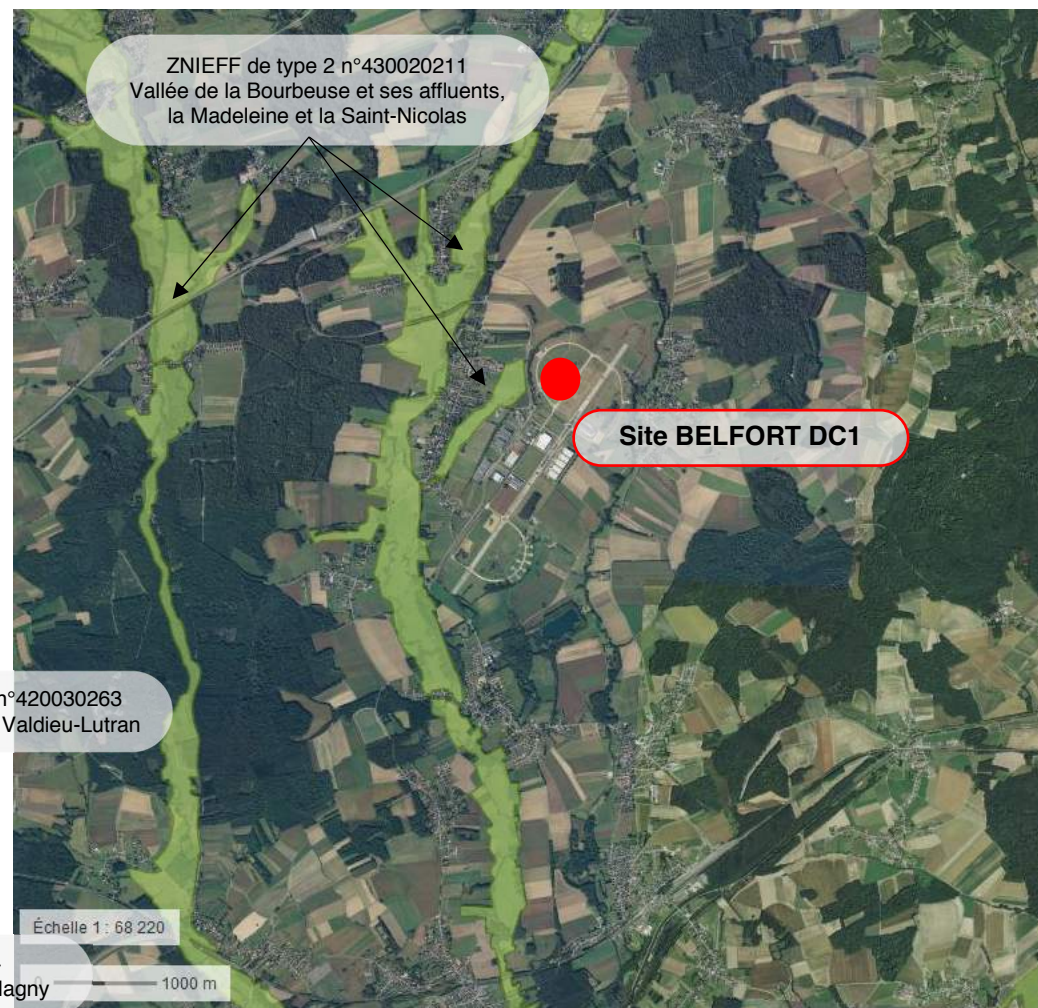 ZNIEFF de type 2 n°430020211
Vallée de la Bourbeuse et ses affluents,
la Madeleine et la Saint-Nicolas
Site BELFORT DC1
n°420030263
Valdieu-Lutran
Échelle 1 : 68 220
0 1000 m